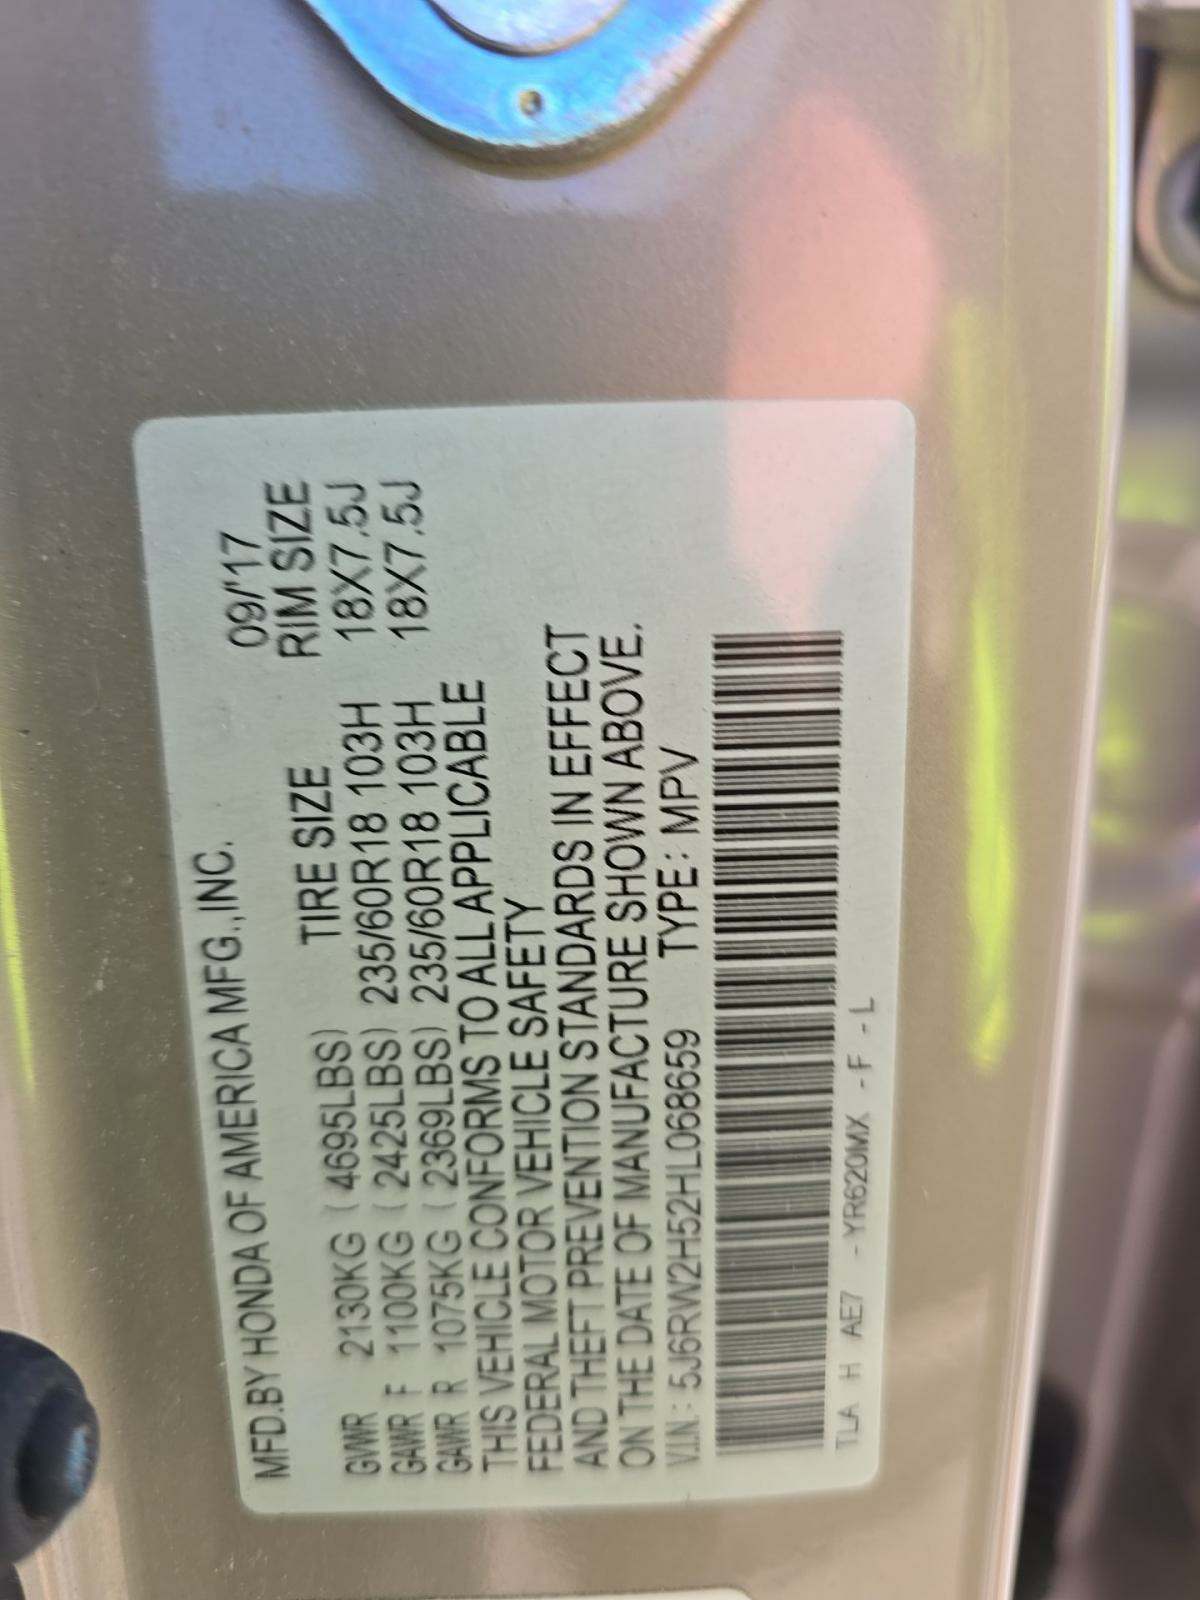 MFD.BY HONDA OF AMERICA MFG.,INC. 09/'17
TIRE SIZE RIM SIZE
GVWR 2130KG ( 4695LBS)
GAWR F 1100KG ( 2425LBS) 235/60R18 103H 18X7.5J
GAWR R 1075KG ( 2369LBS) 235/60R18 103H 18X7.5J
THIS VEHICLE CONFORMS TO ALL APPLICABLE
FEDERAL MOTOR VEHICLE SAFETY
AND THEFT PREVENTION STANDARDS IN EFFECT
ON THE DATE OF MANUFACTURE SHOWN ABOVE.
V.I.N.: 5J6RW2H52HL068659 TYPE: MPV
TLA H AE7 - YR620MX - F - L